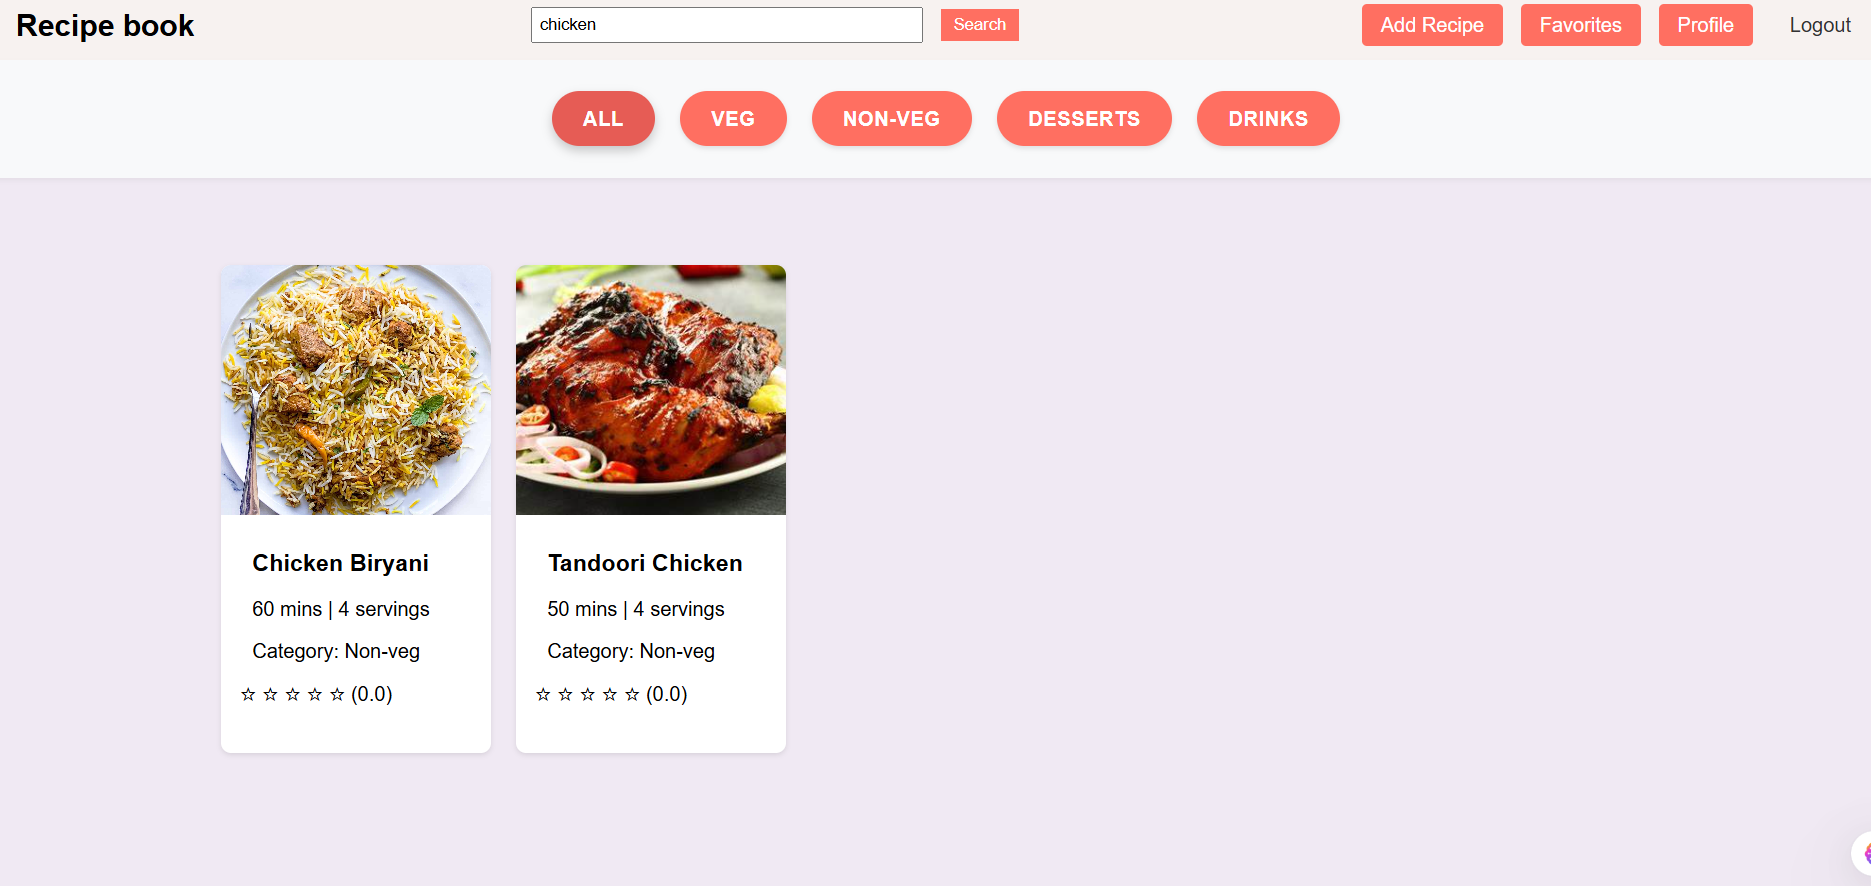 Recipe book
chicken
Search
Add Recipe
Favorites
Profile
Logout
ALL
VEG
NON-VEG
DESSERTS
DRINKS
Chicken Biryani
60 mins | 4 servings
Category: Non-veg
☆ ☆ ☆ ☆ ☆ (0.0)
Tandoori Chicken
50 mins | 4 servings
Category: Non-veg
☆ ☆ ☆ ☆ ☆ (0.0)